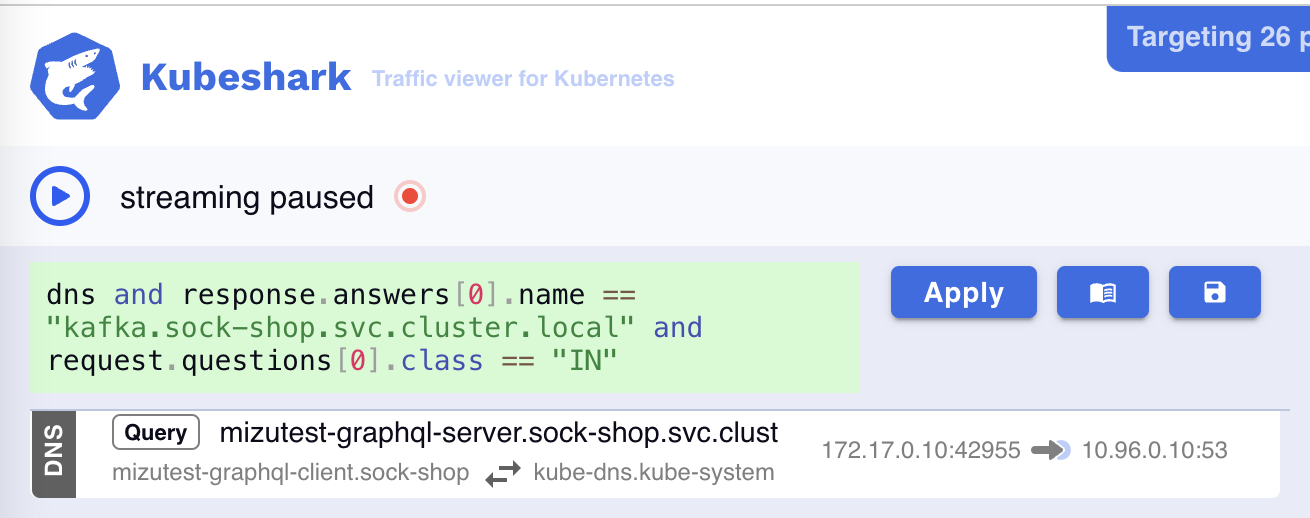 Targeting 26 p
Kubeshark Traffic viewer for Kubernetes
streaming paused
dns and response.answers[0].name ==
"kafka.sock-shop.svc.cluster.local" and
request.questions[0].class == "IN"
Apply
DNS
Query mizutest-graphql-server.sock-shop.svc.clust
mizutest-graphql-client.sock-shop kube-dns.kube-system
172.17.0.10:42955 10.96.0.10:53